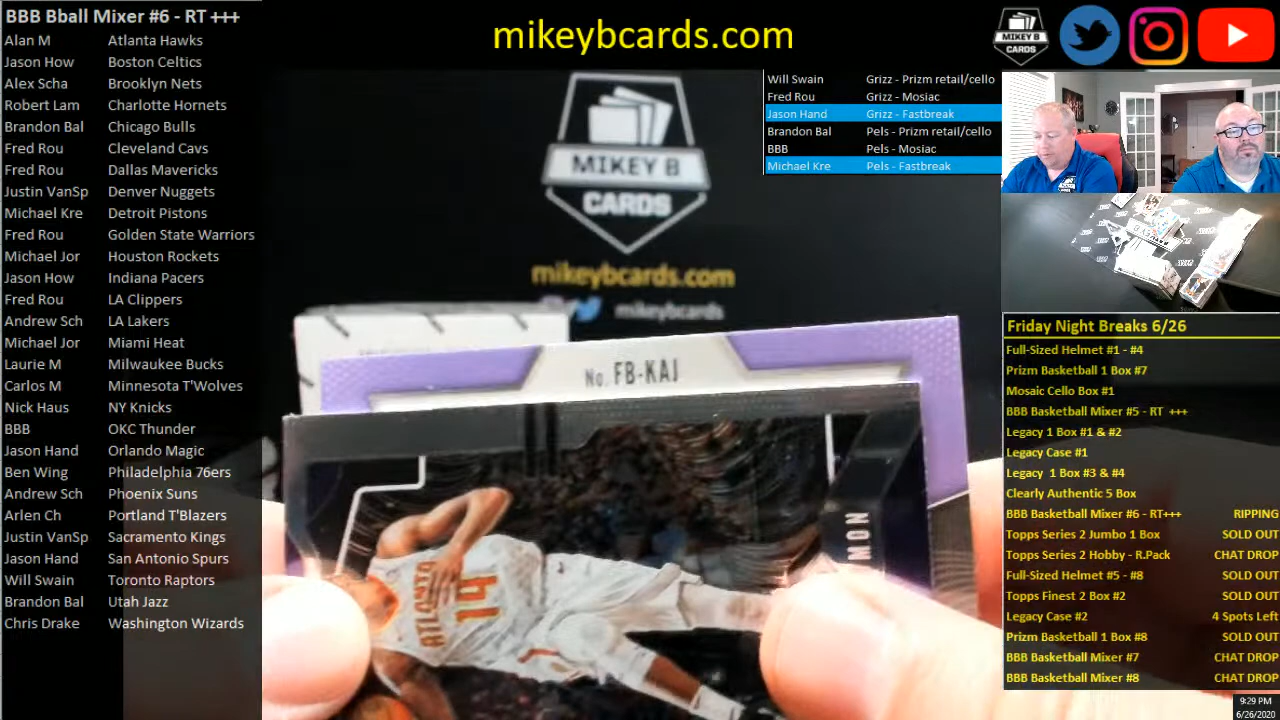 BBB Bball Mixer #6 - RT +++
Alan M Atlanta Hawks
Jason How Boston Celtics
Alex Scha Brooklyn Nets
Robert Lam Charlotte Hornets
Brandon Bal Chicago Bulls
Fred Rou Cleveland Cavs
Fred Rou Dallas Mavericks
Justin VanSp Denver Nuggets
Michael Kre Detroit Pistons
Fred Rou Golden State Warriors
Michael Jor Houston Rockets
Jason How Indiana Pacers
Fred Rou LA Clippers
Andrew Sch LA Lakers
Michael Jor Miami Heat
Laurie M Milwaukee Bucks
Carlos M Minnesota T'Wolves
Nick Haus NY Knicks
BBB OKC Thunder
Jason Hand Orlando Magic
Ben Wing Philadelphia 76ers
Andrew Sch Phoenix Suns
Arlen Ch Portland T'Blazers
Justin VanSp Sacramento Kings
Jason Hand San Antonio Spurs
Will Swain Toronto Raptors
Brandon Bal Utah Jazz
Chris Drake Washington Wizards
mikeybcards.com
MIKEY B
CARDS
Will Swain Grizz - Prizm retail/cello
Fred Rou Grizz - Mosiac
Jason Hand Grizz - Fastbreak
Brandon Bal Pels - Prizm retail/cello
BBB Pels - Mosiac
Michael Kre Pels - Fastbreak
MIKEY B
CARDS
mikeybcards.com
mikeybcards
No. FB-KAJ
MON
ATLANTA
14
Friday Night Breaks 6/26
Full-Sized Helmet #1 - #4
Prizm Basketball 1 Box #7
Mosaic Cello Box #1
BBB Basketball Mixer #5 - RT +++
Legacy 1 Box #1 & #2
Legacy Case #1
Legacy 1 Box #3 & #4
Clearly Authentic 5 Box
BBB Basketball Mixer #6 - RT+++ RIPPING
Topps Series 2 Jumbo 1 Box SOLD OUT
Topps Series 2 Hobby - R.Pack CHAT DROP
Full-Sized Helmet #5 - #8 SOLD OUT
Topps Finest 2 Box #2 SOLD OUT
Legacy Case #2 4 Spots Left
Prizm Basketball 1 Box #8 SOLD OUT
BBB Basketball Mixer #7 CHAT DROP
BBB Basketball Mixer #8 CHAT DROP
9:29 PM
6/26/2020